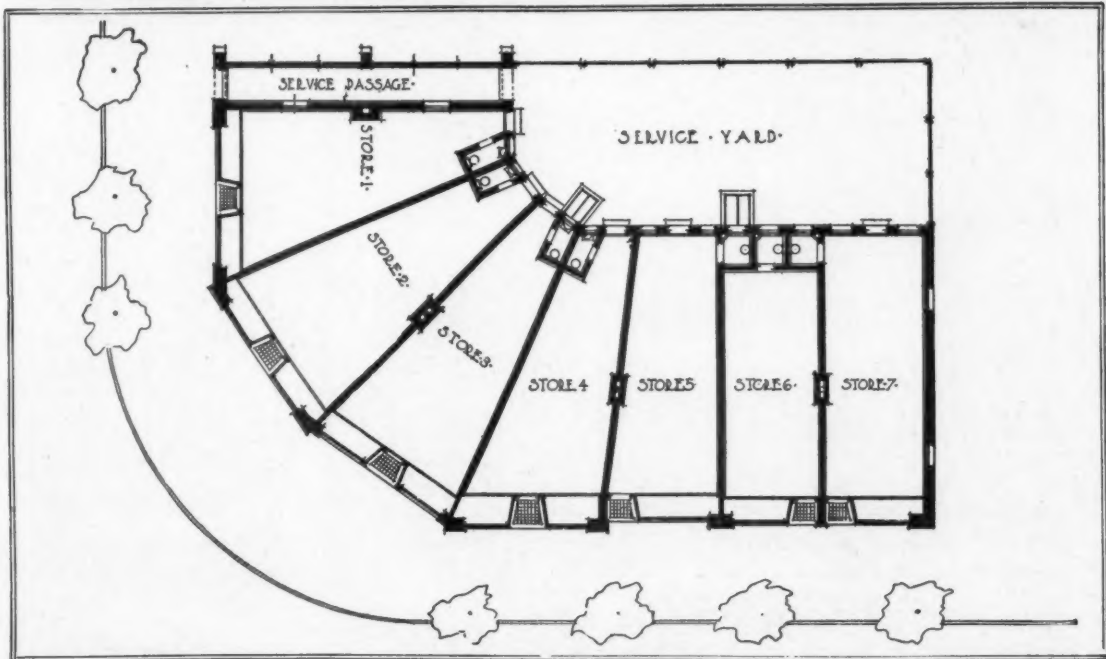 SERVICE PASSAGE·
SERVICE · YARD·
STORE·1·
STORE·2·
STORE·3·
STORE 4
STORE 5
STORE 6·
STORE·7·